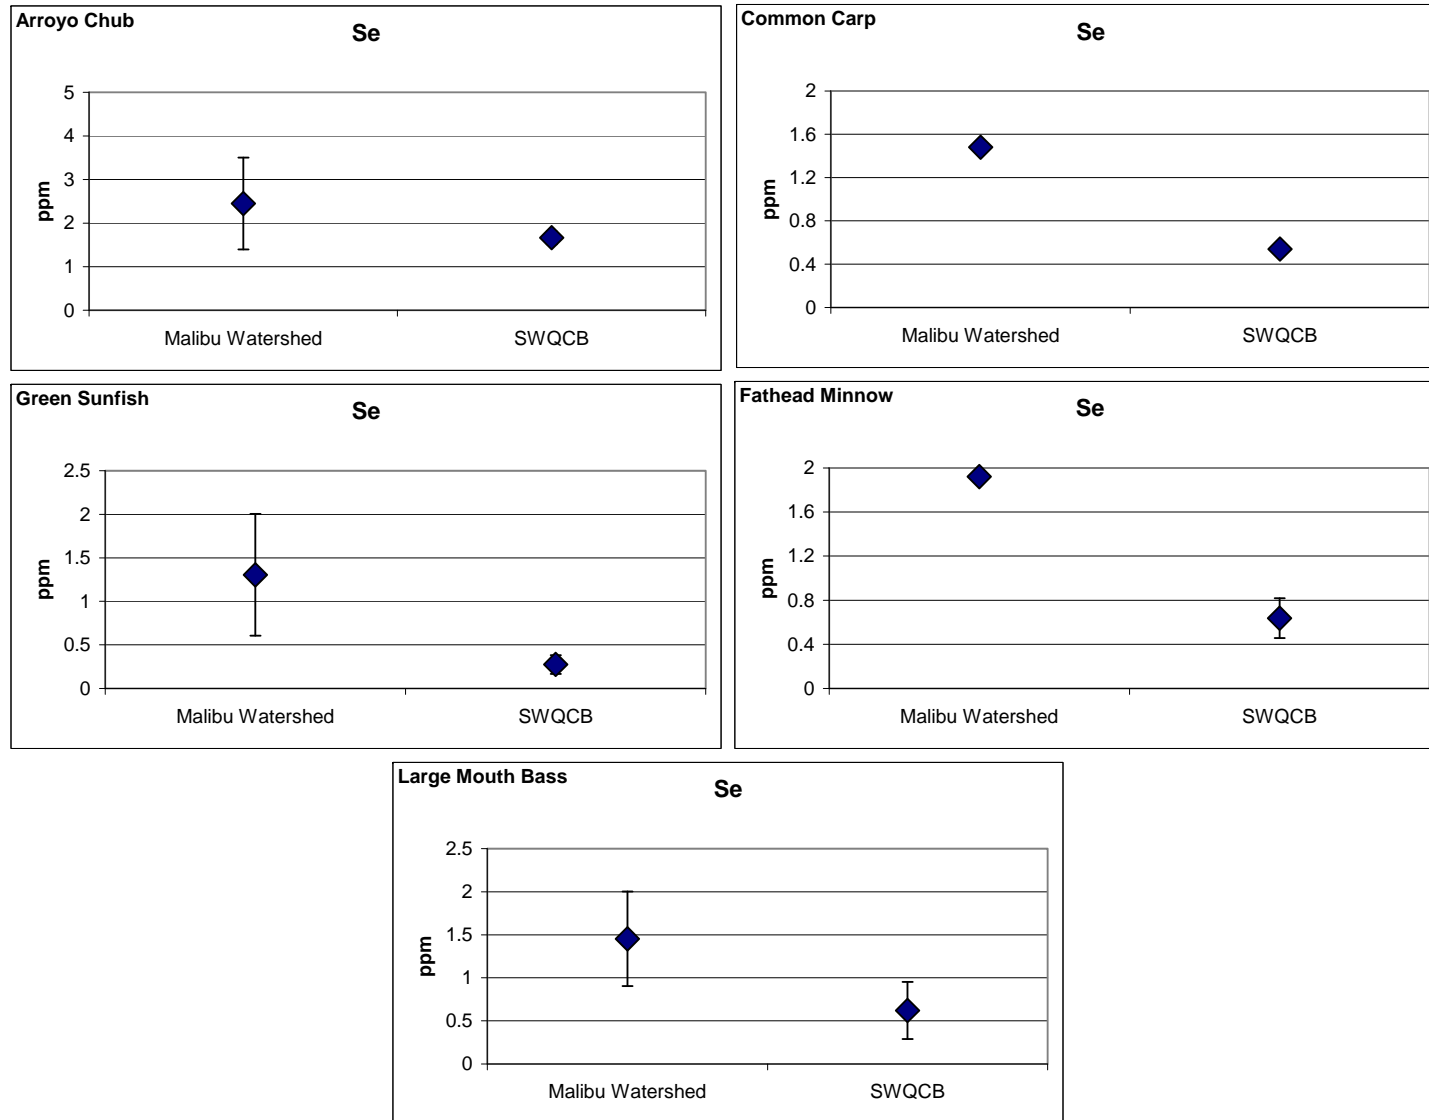 Arroyo Chub
Se
5
4
3
2
1
0
ppm
Malibu Watershed SWQCB
Common Carp
Se
2
1.6
1.2
0.8
0.4
0
ppm
Malibu Watershed SWQCB
Green Sunfish
Se
2.5
2
1.5
1
0.5
0
ppm
Malibu Watershed SWQCB
Fathead Minnow
Se
2
1.6
1.2
0.8
0.4
0
ppm
Malibu Watershed SWQCB
Large Mouth Bass
Se
2.5
2
1.5
1
0.5
0
ppm
Malibu Watershed SWQCB